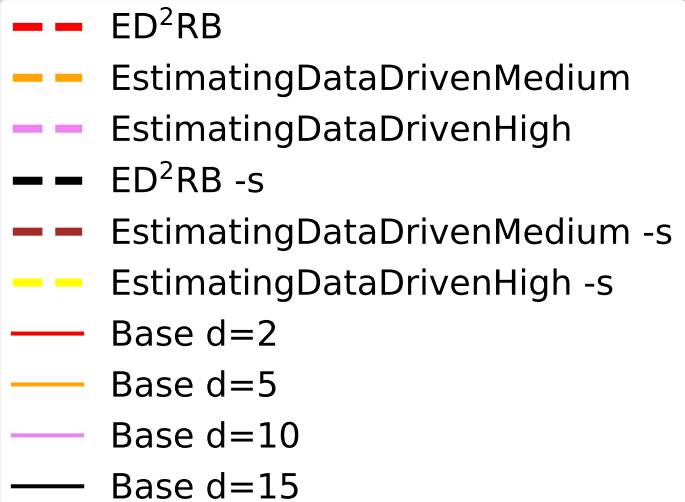 ED²RB
EstimatingDataDrivenMedium
EstimatingDataDrivenHigh
ED²RB -s
EstimatingDataDrivenMedium -s
EstimatingDataDrivenHigh -s
Base d=2
Base d=5
Base d=10
Base d=15